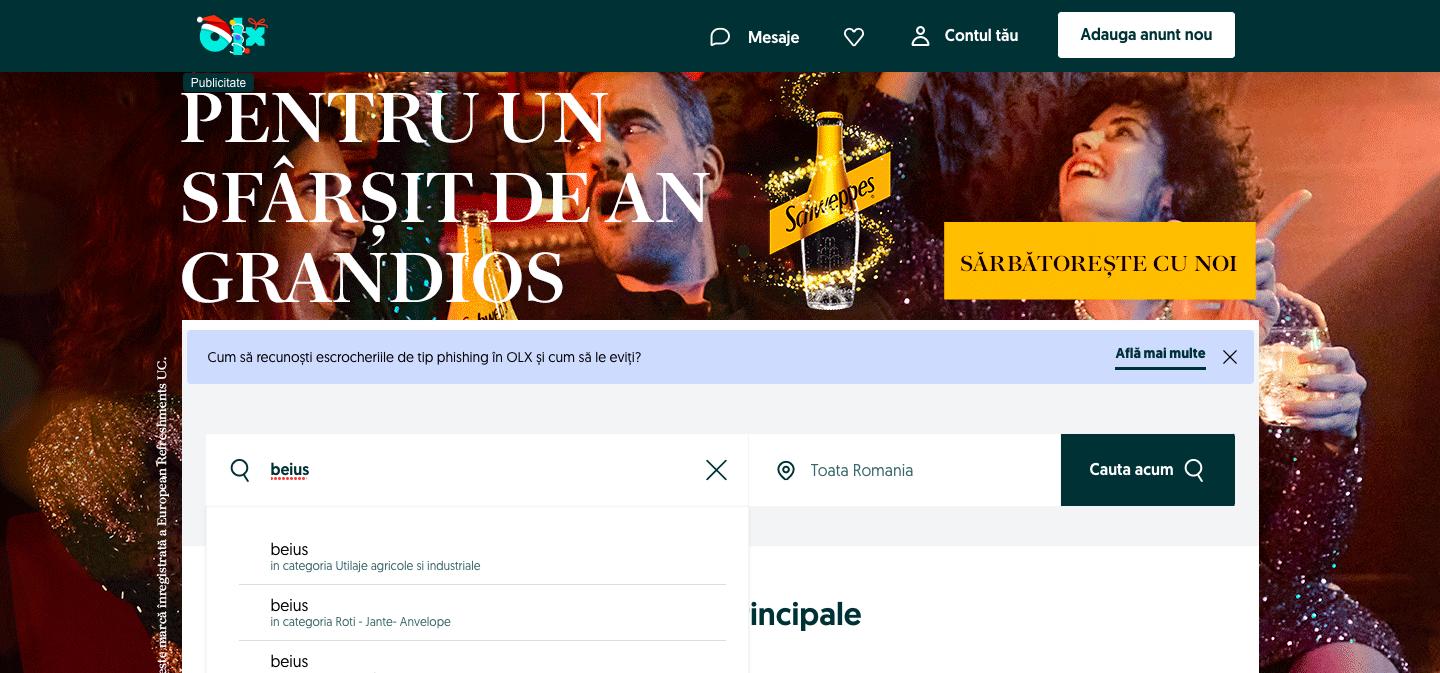 olx
Mesaje
Contul tău
Adauga anunt nou
Publicitate
PENTRU UN
SFÂRȘIT DE AN
GRANDIOS
Schweppes
SĂRBĂTOREȘTE CU NOI
Cum să recunoști escrocheriile de tip phishing în OLX și cum să le eviți?
Află mai multe
este marcă înregistrată a European Refreshments UC.
beius
Toata Romania
Cauta acum
beius
in categoria Utilaje agricole si industriale
incipale
beius
in categoria Roti - Jante- Anvelope
beius